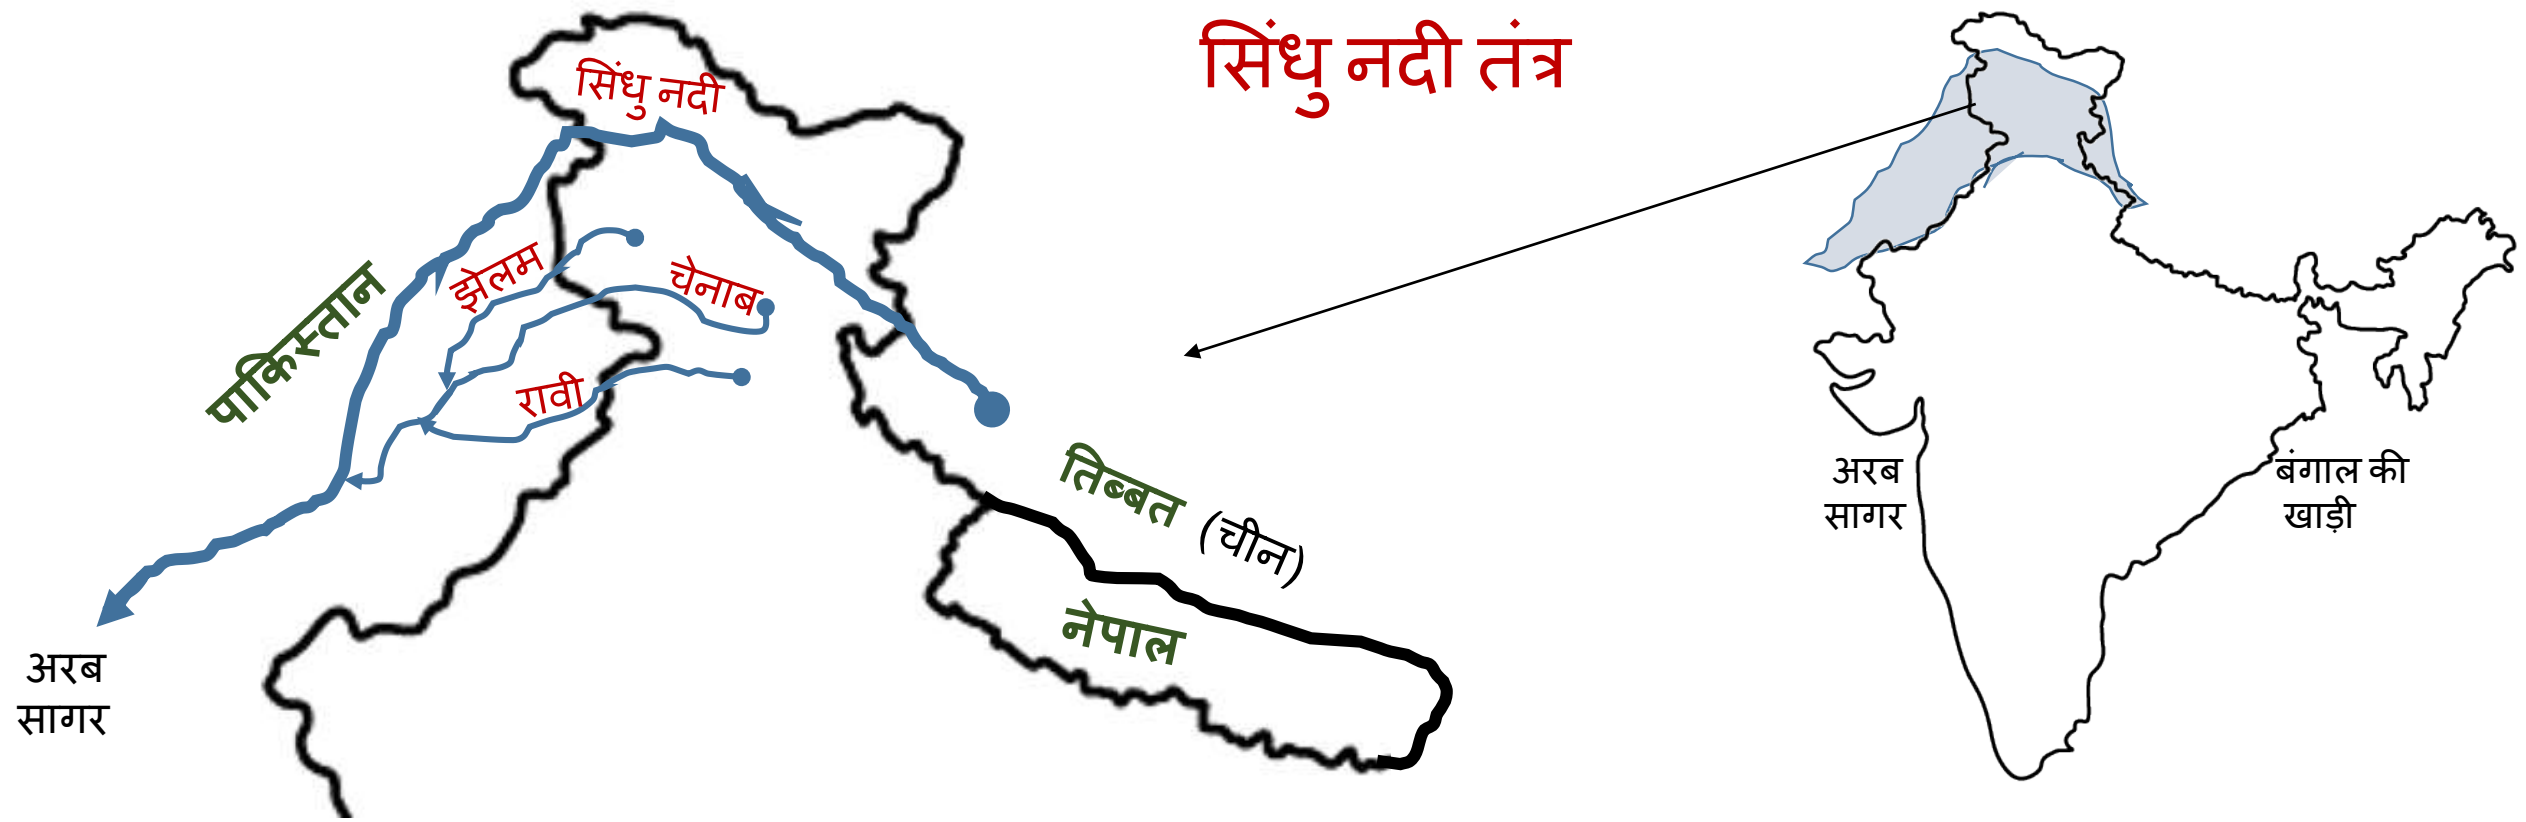 सिंधु नदी तंत्र
सिंधु नदी
झेलम
चेनाब
रावी
पाकिस्तान
तिब्बत (चीन)
नेपाल
अरब
सागर
अरब
सागर
बंगाल की
खाड़ी